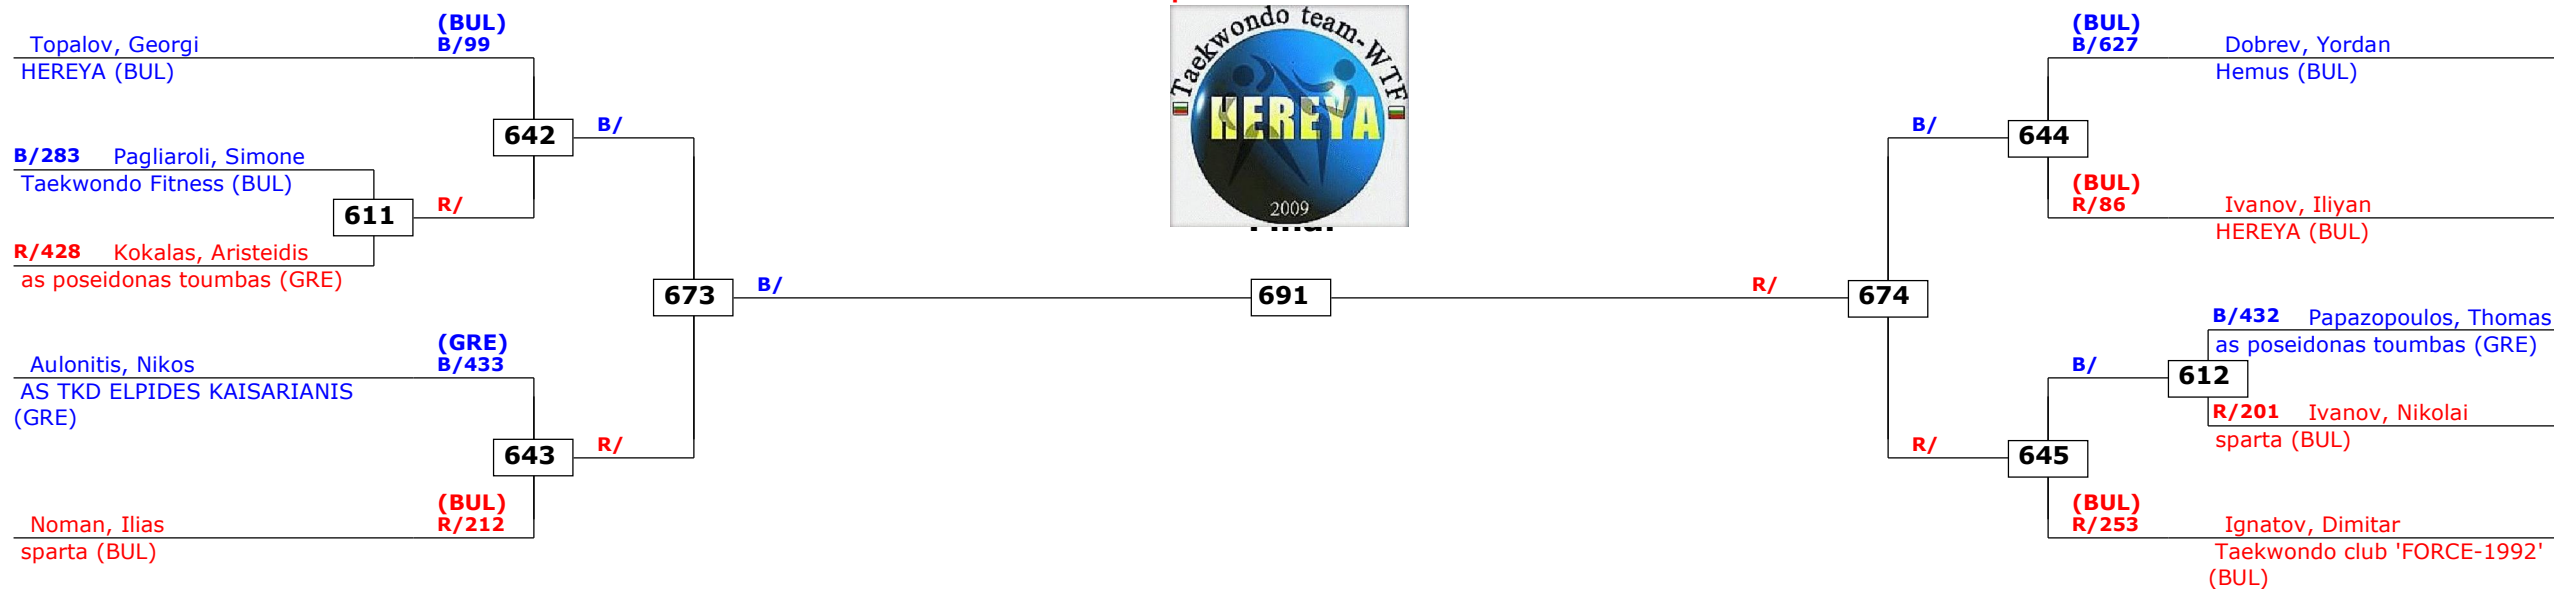 (BUL)
Topalov, Georgi B/99
HEREYA (BUL)
642
B/
B/283 Pagliaroli, Simone
Taekwondo Fitness (BUL)
611
R/
R/428 Kokalas, Aristeidis
as poseidonas toumbas (GRE)
673
B/
(GRE)
Aulonitis, Nikos B/433
AS TKD ELPIDES KAISARIANIS
(GRE)
643
R/
(BUL)
Noman, Ilias R/212
sparta (BUL)
Taekwondo team-WTF
HEREYA
2009
Final
691
(BUL)
B/627 Dobrev, Yordan
Hemus (BUL)
B/
644
(BUL)
R/86 Ivanov, Iliyan
HEREYA (BUL)
R/
674
B/432 Papazopoulos, Thomas
as poseidonas toumbas (GRE)
B/
612
R/201 Ivanov, Nikolai
sparta (BUL)
R/
645
(BUL)
R/253 Ignatov, Dimitar
Taekwondo club 'FORCE-1992'
(BUL)